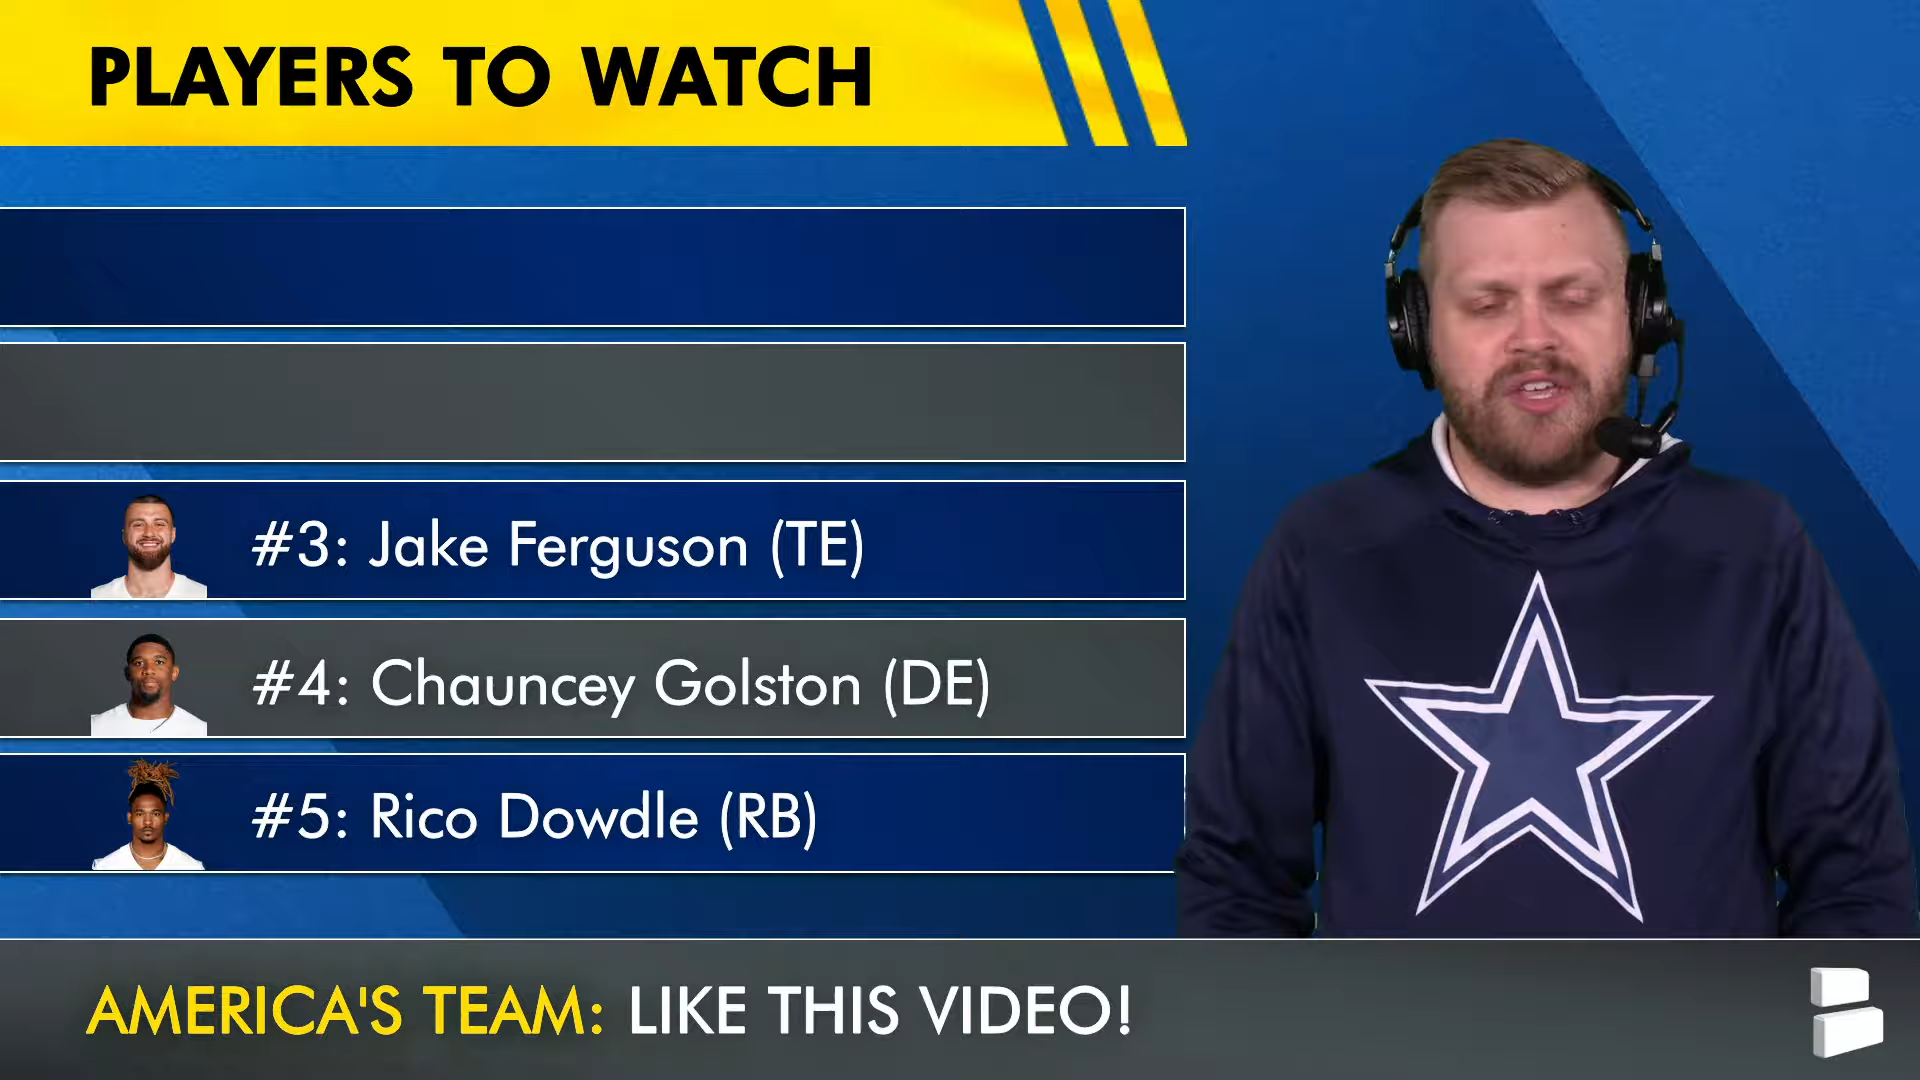 PLAYERS TO WATCH
#3: Jake Ferguson (TE)
#4: Chauncey Golston (DE)
#5: Rico Dowdle (RB)
AMERICA'S TEAM: LIKE THIS VIDEO!